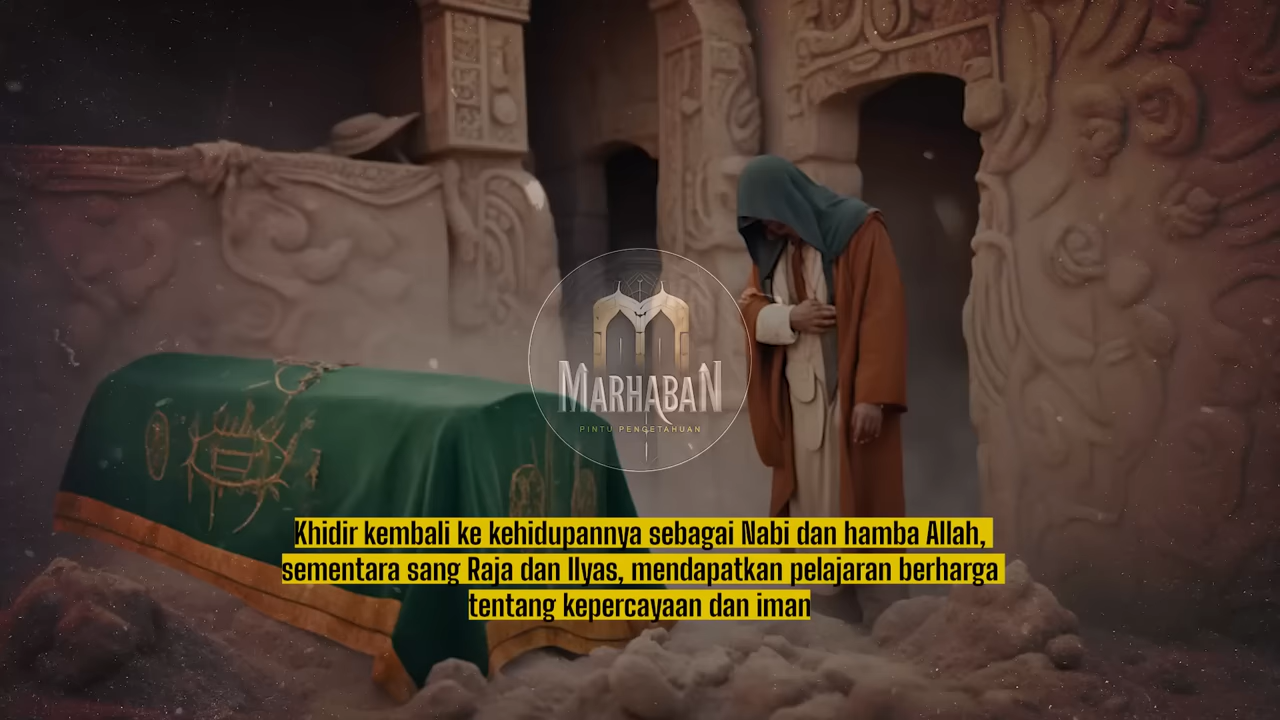 MARHABAN
PINTU PENGETAHUAN
Khidir kembali ke kehidupannya sebagai Nabi dan hamba Allah,
sementara sang Raja dan Ilyas, mendapatkan pelajaran berharga
tentang kepercayaan dan iman